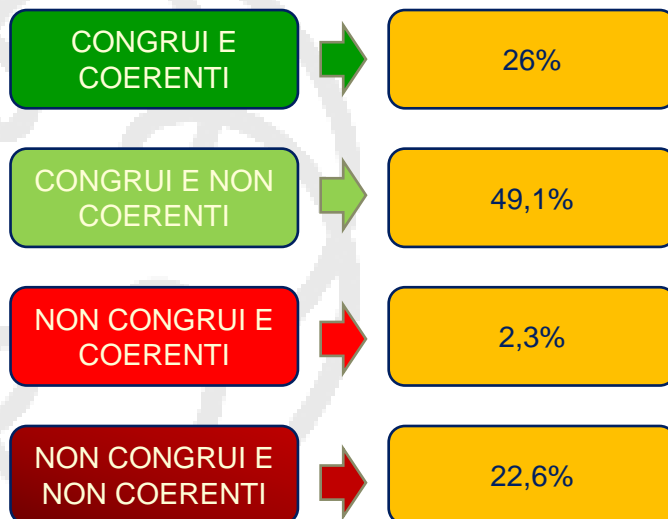 CONGRUI E
COERENTI
26%
CONGRUI E NON
COERENTI
49,1%
NON CONGRUI E
COERENTI
2,3%
NON CONGRUI E
NON COERENTI
22,6%